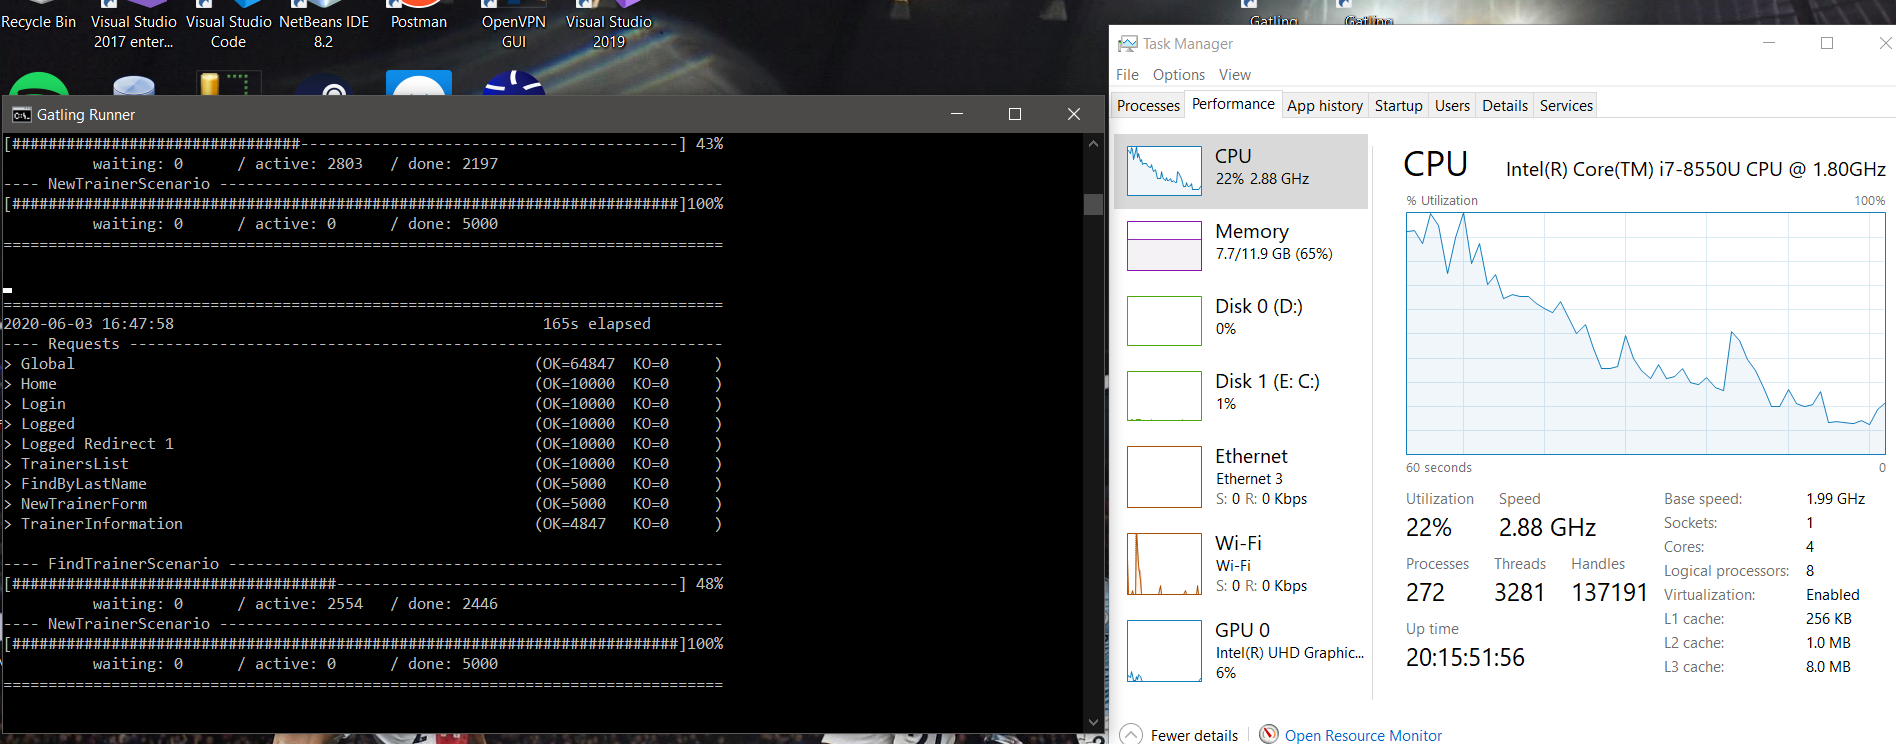 Recycle Bin
Visual Studio 2017 enter...
Visual Studio Code
NetBeans IDE 8.2
Postman
OpenVPN GUI
Visual Studio 2019
Gatling
Gatling
Gatling Runner
[################################------------------------------------------] 43%
waiting: 0 / active: 2803 / done: 2197
---- NewTrainerScenario --------------------------------------------------------
[##########################################################################]100%
waiting: 0 / active: 0 / done: 5000
================================================================================
================================================================================
2020-06-03 16:47:58 165s elapsed
---- Requests ------------------------------------------------------------------
> Global (OK=64847 KO=0 )
> Home (OK=10000 KO=0 )
> Login (OK=10000 KO=0 )
> Logged (OK=10000 KO=0 )
> Logged Redirect 1 (OK=10000 KO=0 )
> TrainersList (OK=10000 KO=0 )
> FindByLastName (OK=5000 KO=0 )
> NewTrainerForm (OK=5000 KO=0 )
> TrainerInformation (OK=4847 KO=0 )
---- FindTrainerScenario -------------------------------------------------------
[####################################--------------------------------------] 48%
waiting: 0 / active: 2554 / done: 2446
---- NewTrainerScenario --------------------------------------------------------
[##########################################################################]100%
waiting: 0 / active: 0 / done: 5000
================================================================================
Task Manager
File Options View
Processes Performance App history Startup Users Details Services
CPU
22% 2.88 GHz
Memory
7.7/11.9 GB (65%)
Disk 0 (D:)
0%
Disk 1 (E: C:)
1%
Ethernet
Ethernet 3
S: 0 R: 0 Kbps
Wi-Fi
Wi-Fi
S: 0 R: 0 Kbps
GPU 0
Intel(R) UHD Graphic...
6%
CPU Intel(R) Core(TM) i7-8550U CPU @ 1.80GHz
% Utilization 100%
60 seconds 0
Utilization Speed
22% 2.88 GHz
Processes Threads Handles
272 3281 137191
Up time
20:15:51:56
Base speed: 1.99 GHz
Sockets: 1
Cores: 4
Logical processors: 8
Virtualization: Enabled
L1 cache: 256 KB
L2 cache: 1.0 MB
L3 cache: 8.0 MB
Fewer details Open Resource Monitor